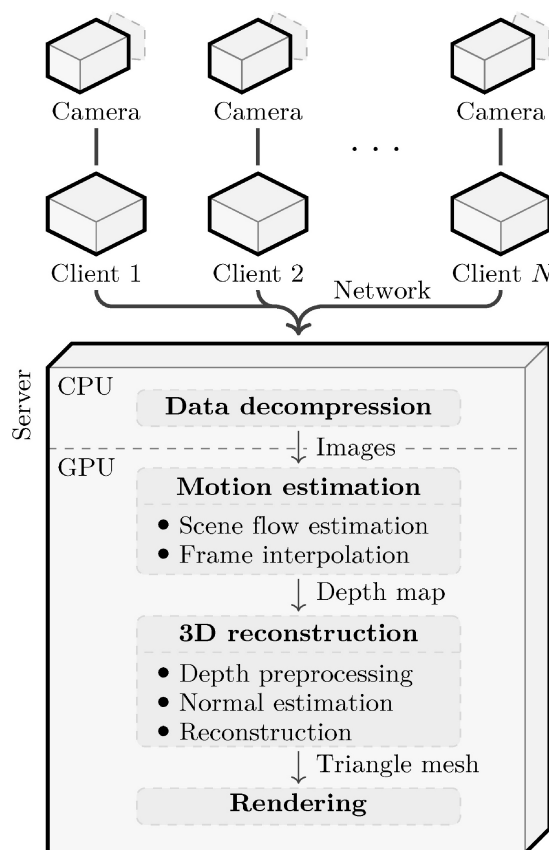 Camera Camera Camera
. . .
Client 1 Client 2 Client N
Network
Server
CPU
Data decompression
Images
GPU
Motion estimation
• Scene flow estimation
• Frame interpolation
Depth map
3D reconstruction
• Depth preprocessing
• Normal estimation
• Reconstruction
Triangle mesh
Rendering